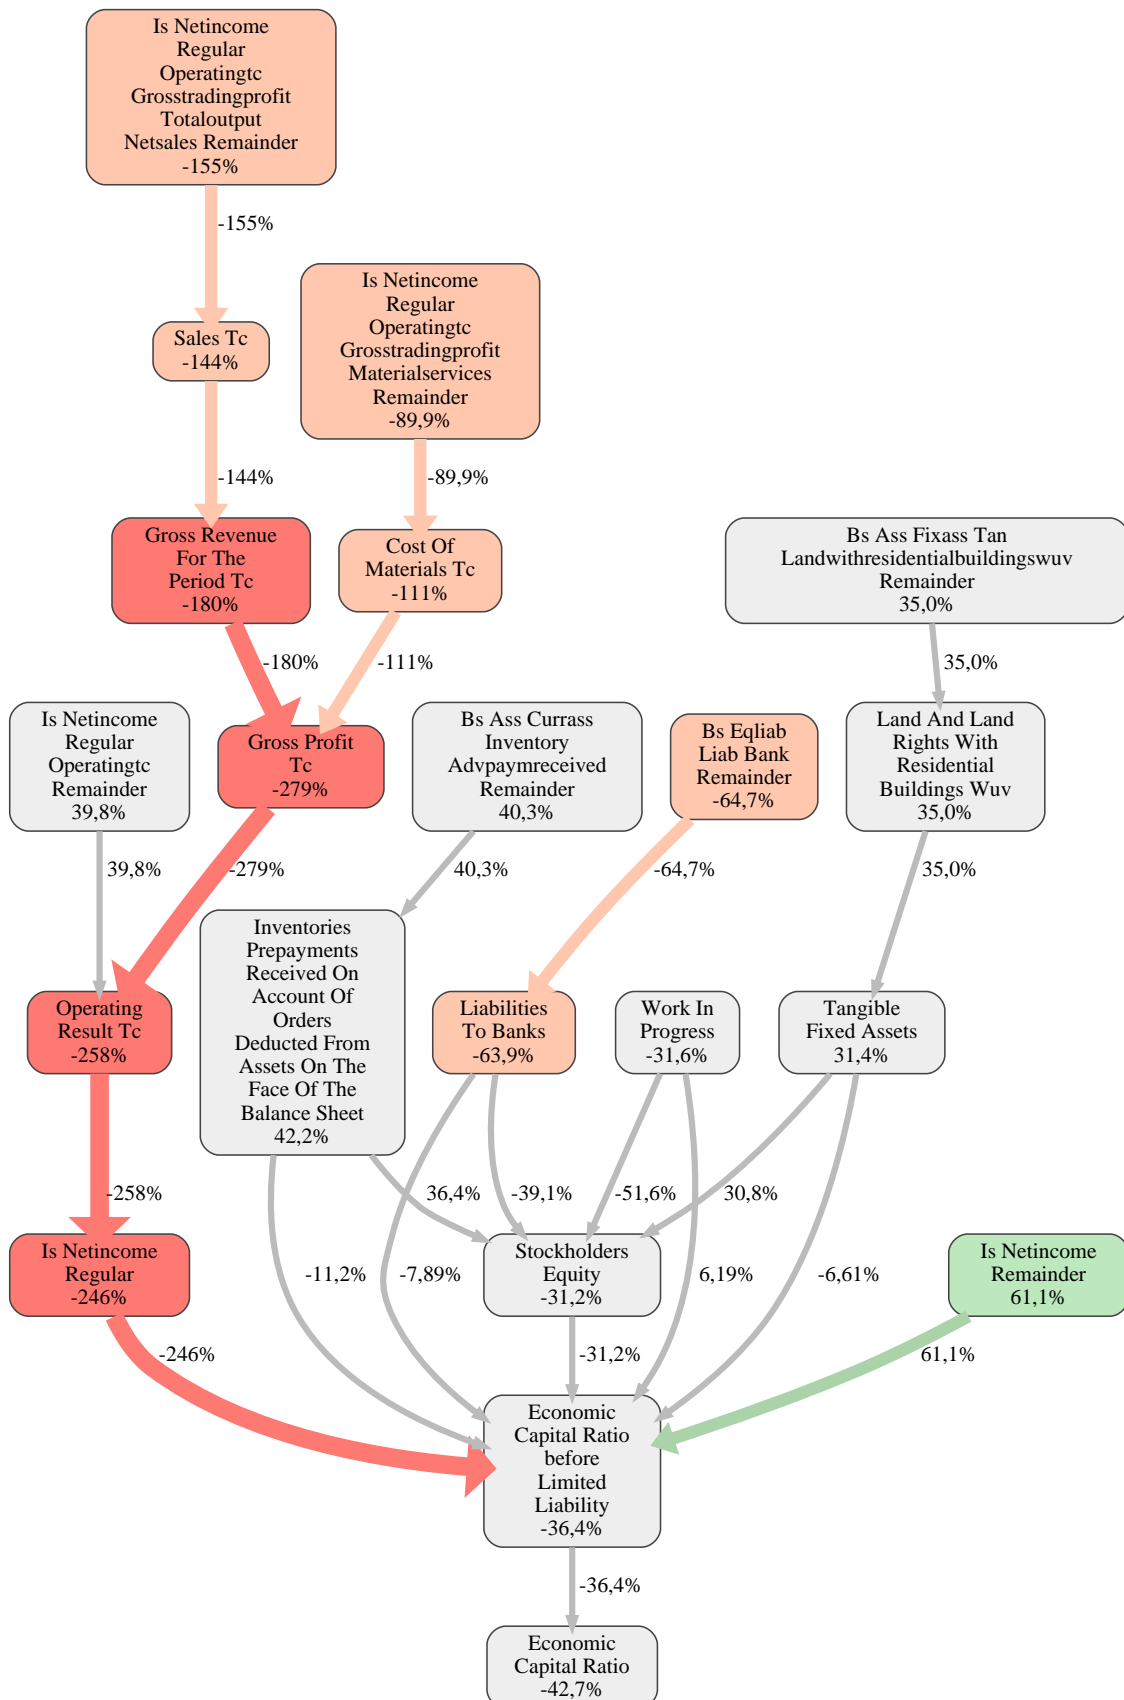 Is Netincome
Regular
Operatingtc
Grosstradingprofit
Totaloutput
Netsales Remainder
-155%
-155%
Is Netincome
Regular
Operatingtc
Grosstradingprofit
Materialservices
Remainder
-89,9%
Sales Tc
-144%
-144%
-89,9%
Gross Revenue
For The
Period Tc
-180%
Cost Of
Materials Tc
-111%
Bs Ass Fixass Tan
Landwithresidentialbuildingswuv
Remainder
35,0%
-180%
-111%
35,0%
Is Netincome
Regular
Operatingtc
Remainder
39,8%
Gross Profit
Tc
-279%
Bs Ass Currass
Inventory
Advpaymreceived
Remainder
40,3%
Bs Eqliab
Liab Bank
Remainder
-64,7%
Land And Land
Rights With
Residential
Buildings Wuv
35,0%
39,8%
-279%
40,3%
-64,7%
35,0%
Inventories
Prepayments
Received On
Account Of
Orders
Deducted From
Assets On The
Face Of The
Balance Sheet
42,2%
Operating
Result Tc
-258%
Liabilities
To Banks
-63,9%
Work In
Progress
-31,6%
Tangible
Fixed Assets
31,4%
-258%
36,4%
-39,1%
-51,6%
30,8%
Is Netincome
Regular
-246%
-11,2%
-7,89%
Stockholders
Equity
-31,2%
6,19%
-6,61%
Is Netincome
Remainder
61,1%
-246%
-31,2%
61,1%
Economic
Capital Ratio
before
Limited
Liability
-36,4%
-36,4%
Economic
Capital Ratio
-42,7%